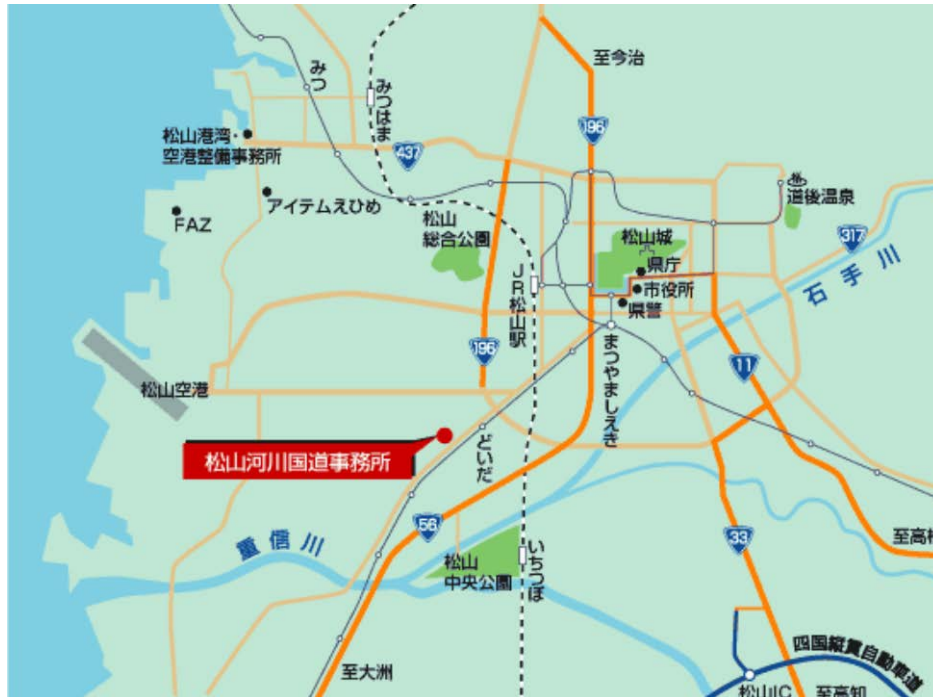 至今治
みつ
みつはま
196
松山港湾・
空港整備事務所
437
アイテムえひめ
FAZ
松山
総合公園
道後温泉
317
石手川
松山城
県庁
市役所
県警
JR松山駅
まつやましえき
196
11
松山空港
松山河川国道事務所
どいだ
56
重信川
松山
中央公園
いちつぼ
33
至高松
四国縦貫自動車道
至大洲
松山IC
至高知